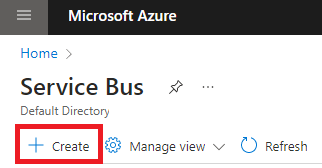 Microsoft Azure
Home >
Service Bus
Default Directory
+ Create Manage view Refresh